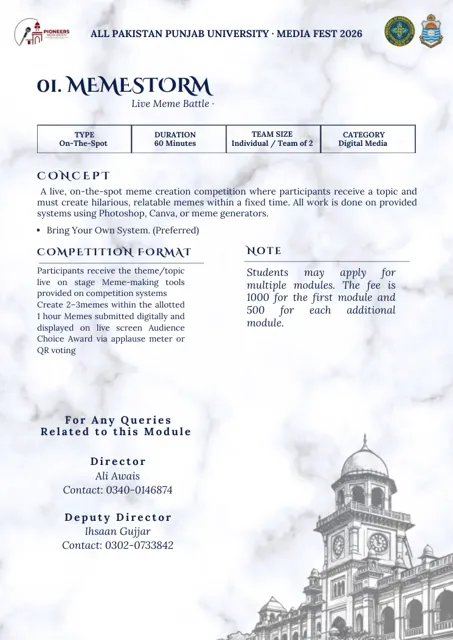 PIONEERS
ALL PAKISTAN PUNJAB UNIVERSITY · MEDIA FEST 2026
01. MEMESTORM
Live Meme Battle ·
TYPE
On-The-Spot
DURATION
60 Minutes
TEAM SIZE
Individual / Team of 2
CATEGORY
Digital Media
CONCEPT
A live, on-the-spot meme creation competition where participants receive a topic and
must create hilarious, relatable memes within a fixed time. All work is done on provided
systems using Photoshop, Canva, or meme generators.
• Bring Your Own System. (Preferred)
COMPETITION FORMAT
Participants receive the theme/topic
live on stage Meme-making tools
provided on competition systems
Create 2–3memes within the allotted
1 hour Memes submitted digitally and
displayed on live screen Audience
Choice Award via applause meter or
QR voting
NOTE
Students may apply for
multiple modules. The fee is
1000 for the first module and
500 for each additional
module.
For Any Queries
Related to this Module
Director
Ali Awais
Contact: 0340-0146874
Deputy Director
Ihsaan Gujjar
Contact: 0302-0733842